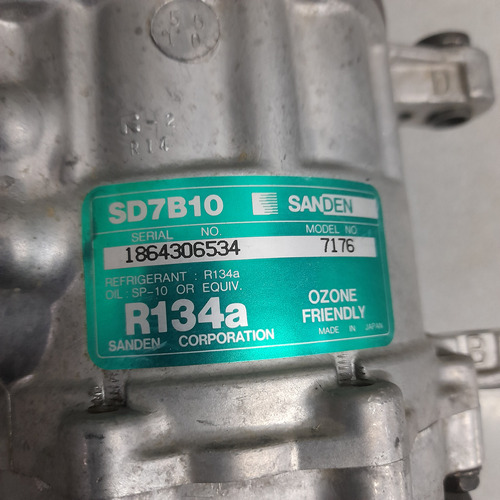 R14
SD7B10 SANDEN
SERIAL NO. MODEL NO
1864306534 7176
REFRIGERANT : R134a
OIL : SP-10 OR EQUIV.
R134a OZONE FRIENDLY
SANDEN CORPORATION MADE IN JAPAN